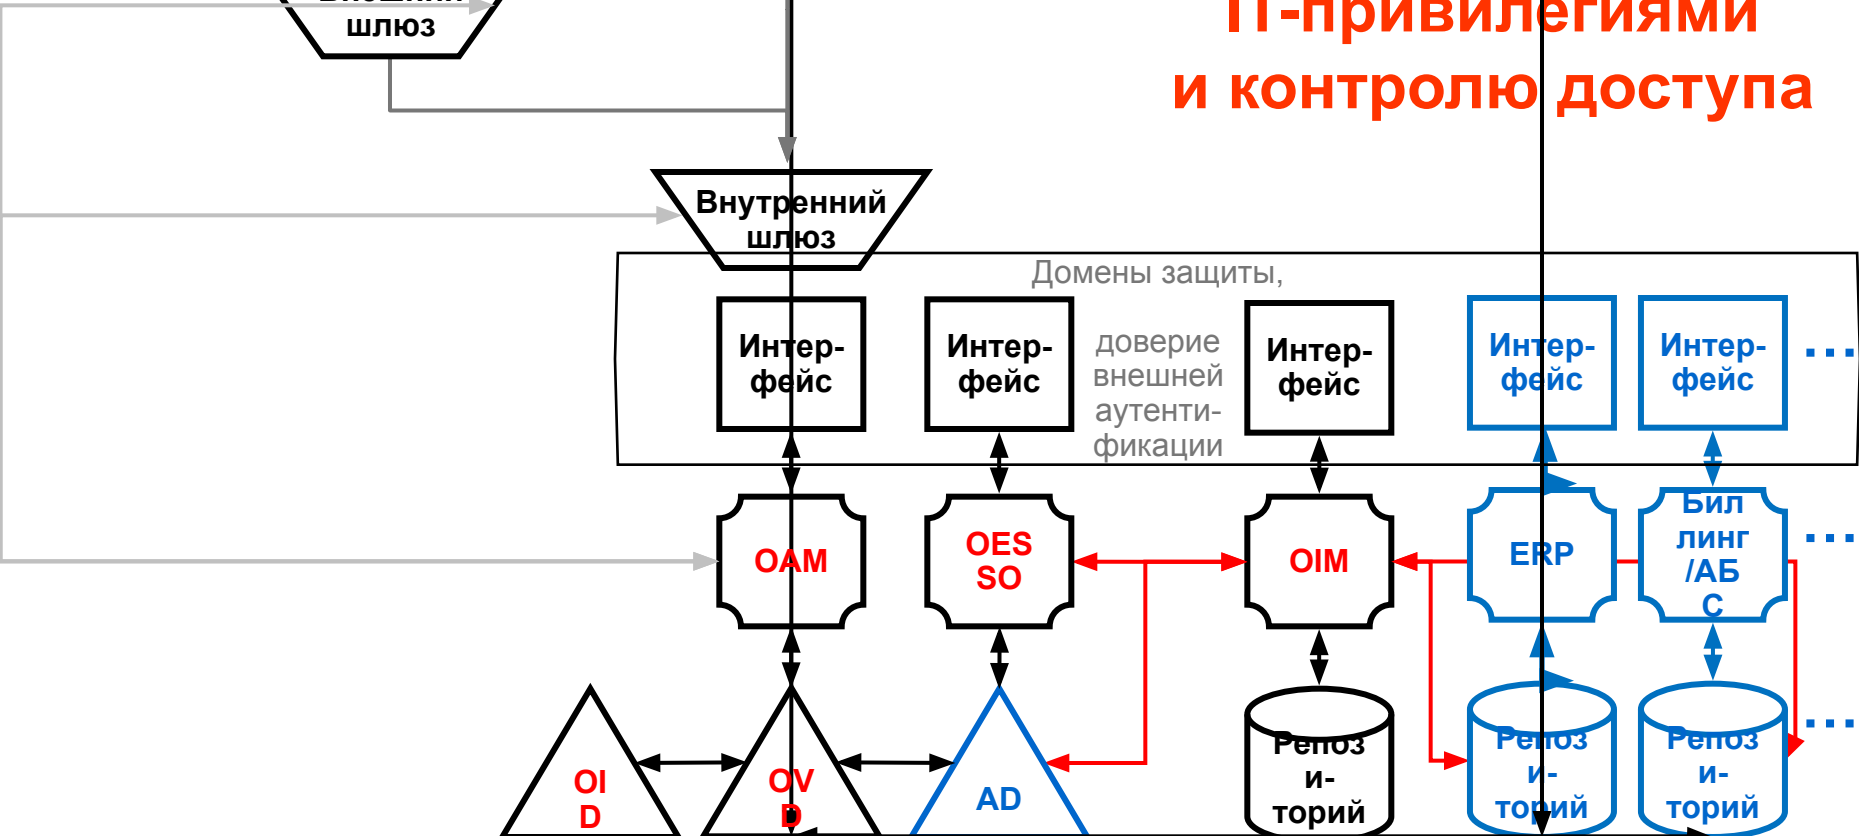 Внешний
шлюз
IT-привилегиями
и контролю доступа
Внутренний
шлюз
Домены защиты,
доверие
внешней
аутенти-
фикации
Интер-
фейс
Интер-
фейс
Интер-
фейс
Интер-
фейс
Интер-
фейс
...
OAM
OES
SO
OIM
ERP
Бил
линг
/АБ
С
...
OI
D
OV
D
AD
Репоз
и-
торий
Репоз
и-
торий
Репоз
и-
торий
...